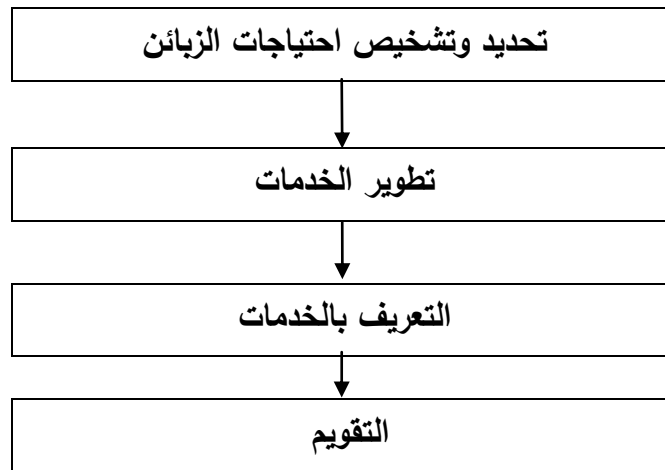 تحديد وتشخيص احتياجات الزبائن
تطوير الخدمات
التعريف بالخدمات
التقويم